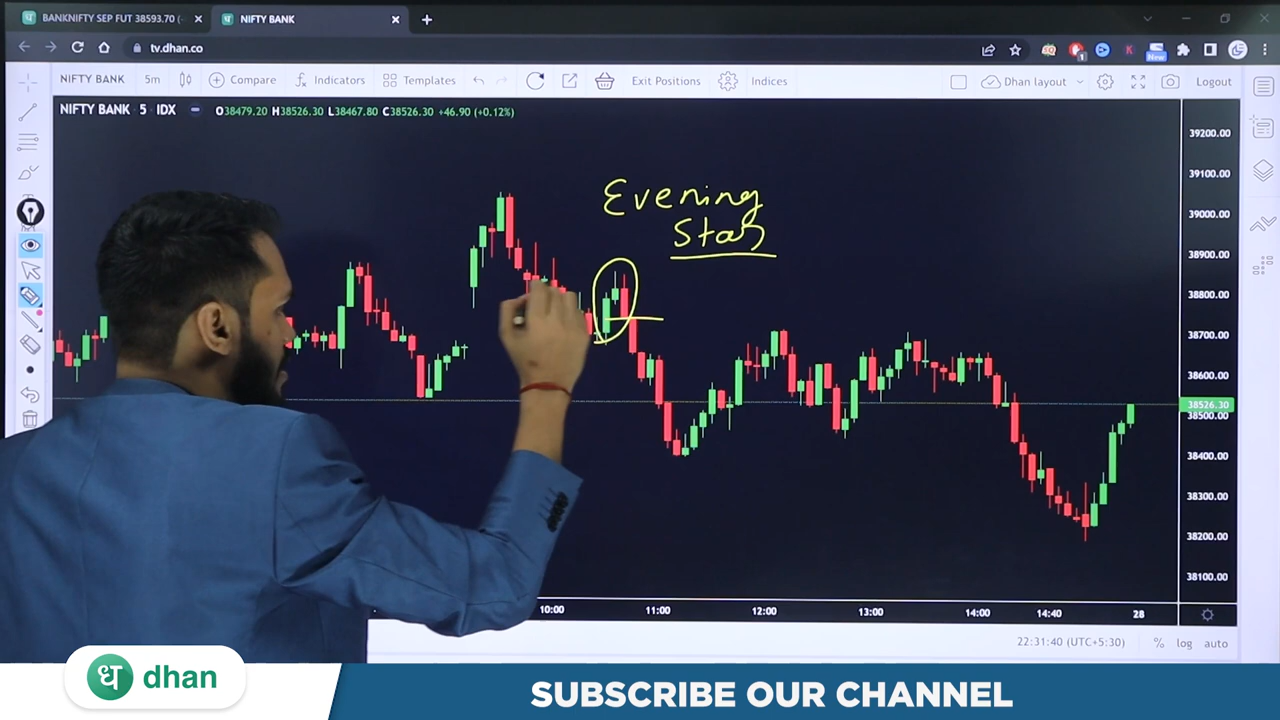 BANKNIFTY SEP FUT 38593.70 (
NIFTY BANK
tv.dhan.co
New
NIFTY BANK 5m Compare Indicators Templates Exit Positions Indices Dhan layout Logout
NIFTY BANK 5 IDX O38479.20 H38526.30 L38467.80 C38526.30 +46.90 (+0.12%)
39200.00
39100.00
Evening
39000.00
Star
38900.00
38800.00
38700.00
38600.00
38526.30
38500.00
38400.00
38300.00
38200.00
38100.00
10:00 11:00 12:00 13:00 14:00 14:40 28
22:31:40 (UTC+5:30) % log auto
ध dhan
SUBSCRIBE OUR CHANNEL